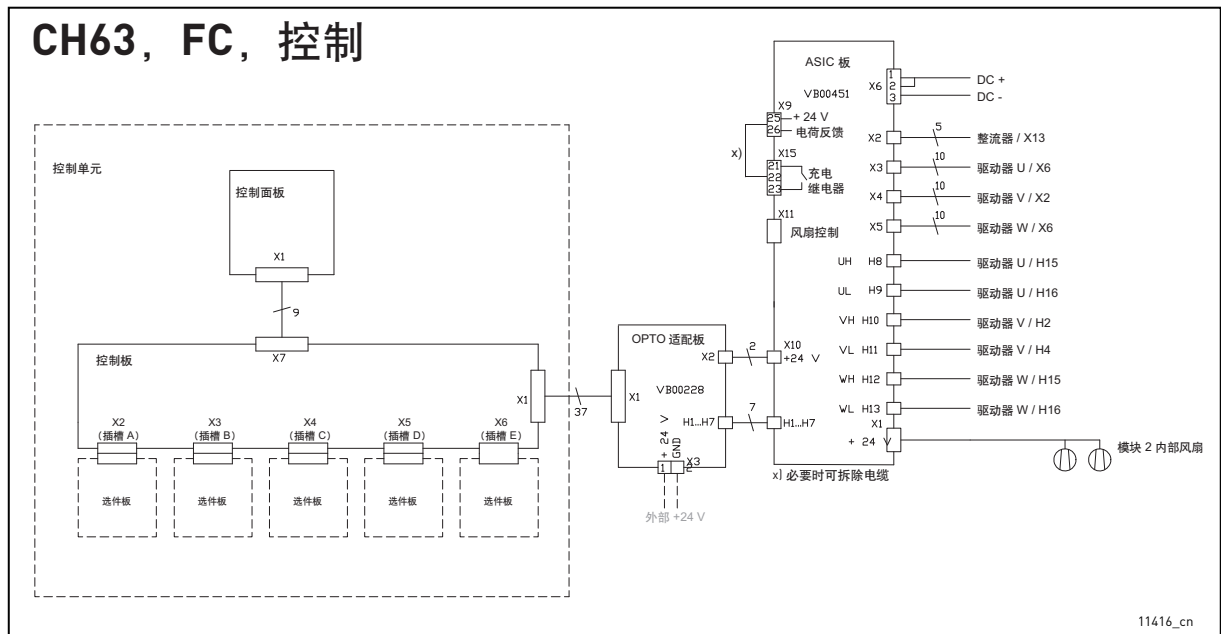 CH63，FC，控制
控制单元
控制面板
X1
9
X7
控制板
X1
X2
(插槽 A)
X3
(插槽 B)
X4
(插槽 C)
X5
(插槽 D)
X6
(插槽 E)
选件板
选件板
选件板
选件板
选件板
37
OPTO 适配板
X1
X2
VB00228
H1...H7
+ 24 V
GND
X3
1
2
外部 +24 V
2
7
ASIC 板
VB00451
X6
1
2
3
DC +
DC -
X9
25
+ 24 V
26
电荷反馈
x)
X15
21
22
23
充电
继电器
X11
风扇控制
X10
+24 V
H1...H7
X2
5
整流器 / X13
X3
10
驱动器 U / X6
X4
10
驱动器 V / X2
X5
10
驱动器 W / X6
UH H8
驱动器 U / H15
UL H9
驱动器 U / H16
VH H10
驱动器 V / H2
VL H11
驱动器 V / H4
WH H12
驱动器 W / H15
WL H13
驱动器 W / H16
X1
+ 24 V
模块 2 内部风扇
x) 必要时可拆除电缆
11416_cn